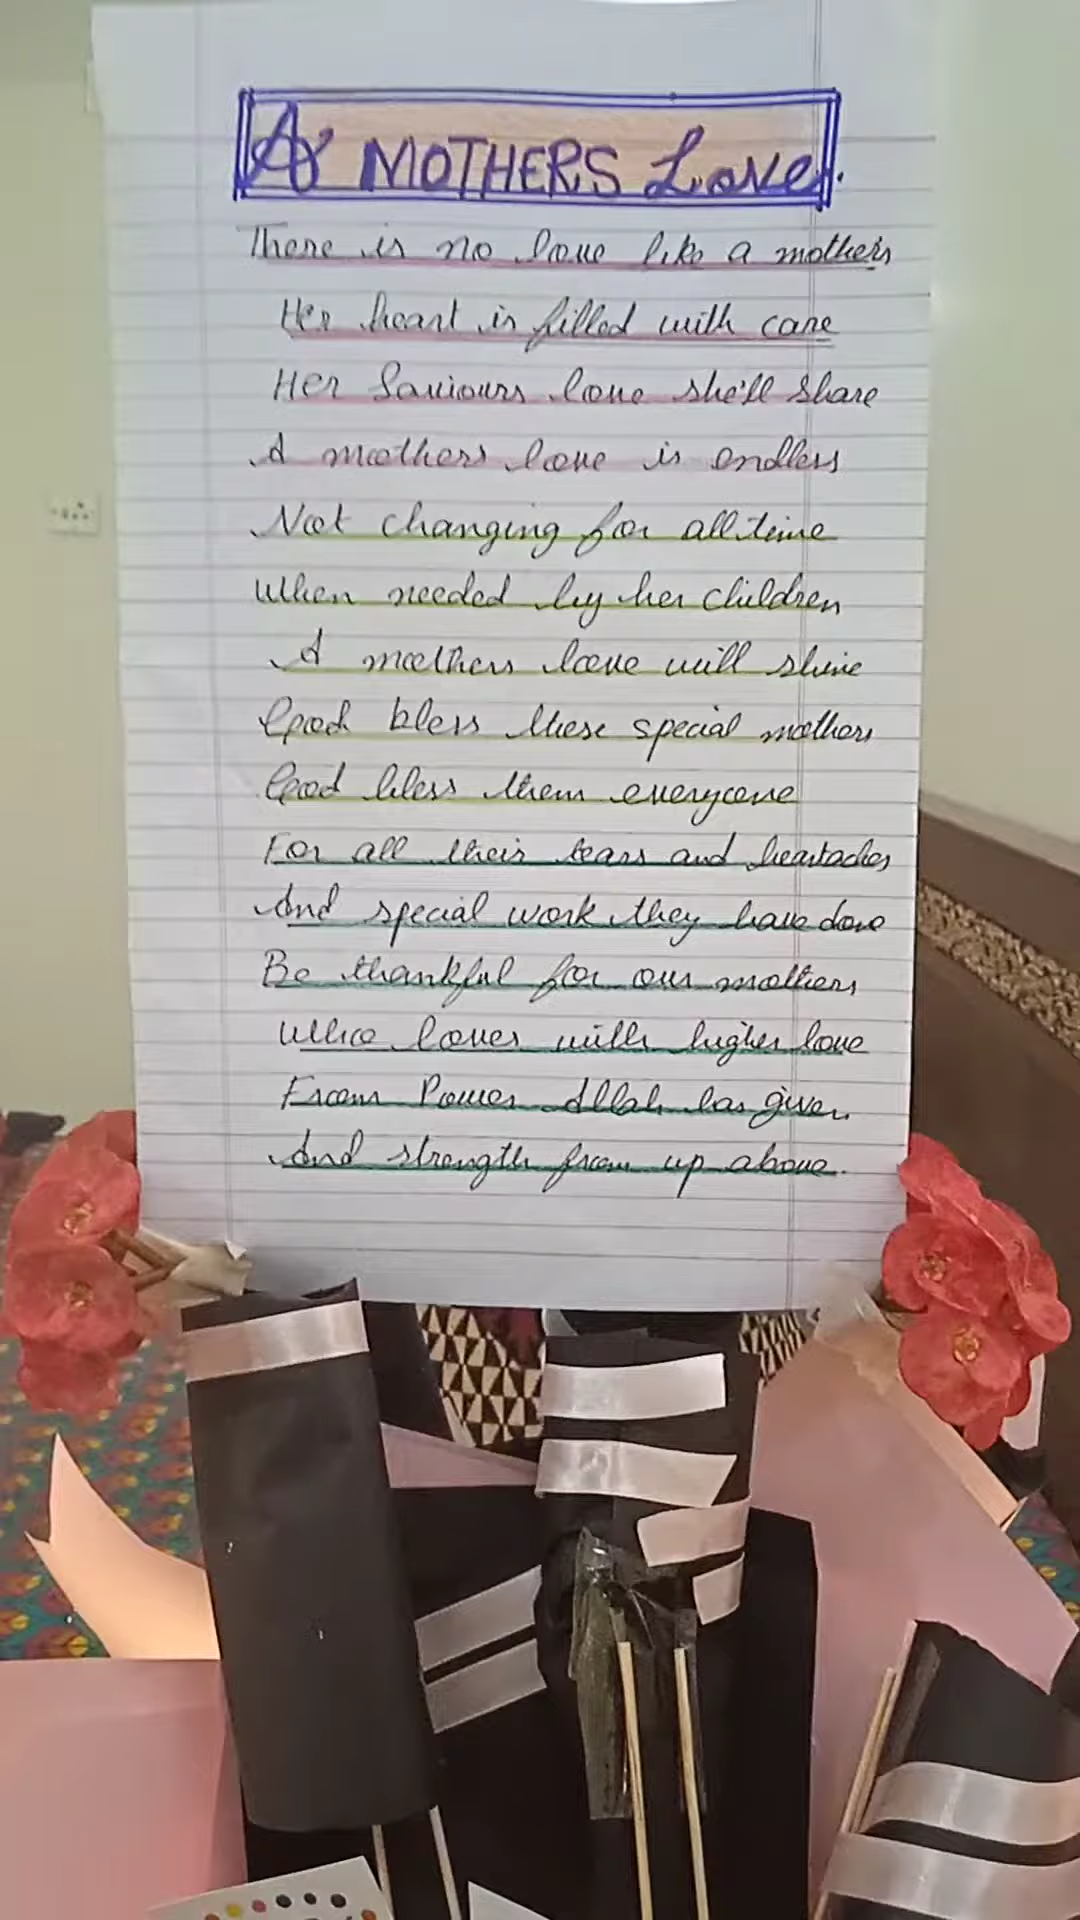 A MOTHERS Love.
There is no love like a mother's
Her heart is filled with care
Her Saviours love she'll share
A mothers love is endless
Not changing for all time
When needed by her children
A mothers love will shine
God bless these special mothers
God bless them everyone
For all their tears and heartaches
And special work they have done
Be thankful for our mothers
Who loves with higher love
From Power Allah has given
And strength from up above.